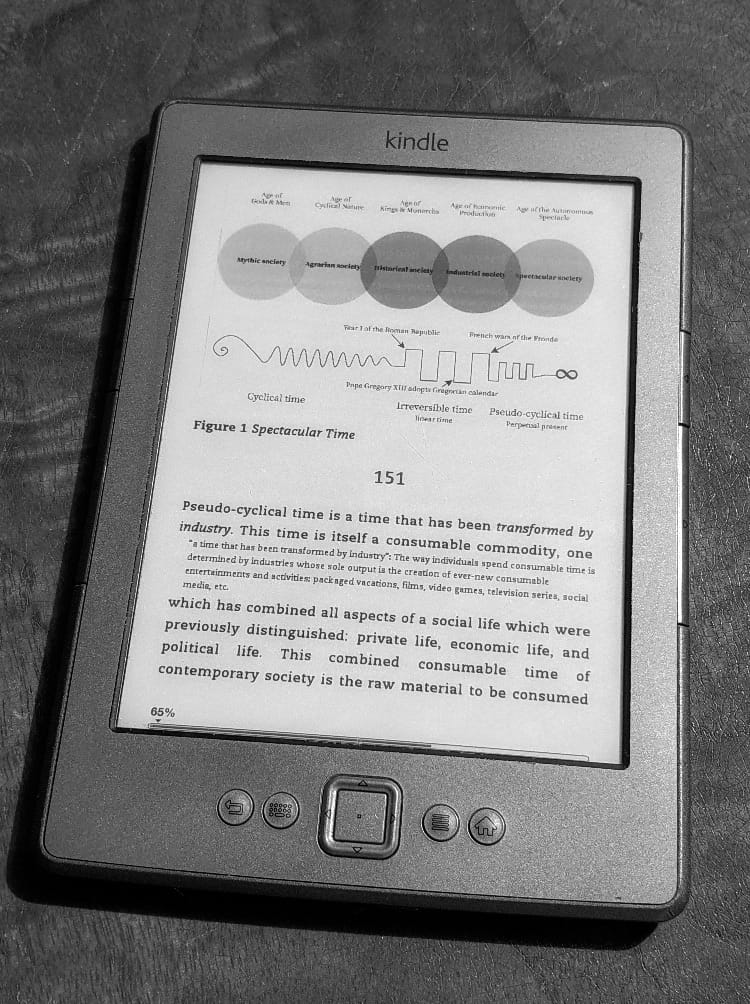 kindle
Age of Gods & Men
Age of Cyclical Nature
Age of Kings & Monarchs
Age of Economic Production
Age of the Autonomous Spectacle
Mythic society
Agrarian society
Historical society
Industrial society
Spectacular society
Year 1 of the Roman Republic
French wars of the Fronde
Pope Gregory XIII adopts Gregorian calendar
Cyclical time
Irreversible time
linear time
Pseudo-cyclical time
Perpetual present
Figure 1 Spectacular Time
151
Pseudo-cyclical time is a time that has been transformed by
industry. This time is itself a consumable commodity, one
"a time that has been transformed by industry": The way individuals spend consumable time is
determined by industries whose sole output is the creation of ever-new consumable
entertainments and activities: packaged vacations, films, video games, television series, social
media, etc.
which has combined all aspects of a social life which were
previously distinguished: private life, economic life, and
political life. This combined consumable time of
contemporary society is the raw material to be consumed
65%